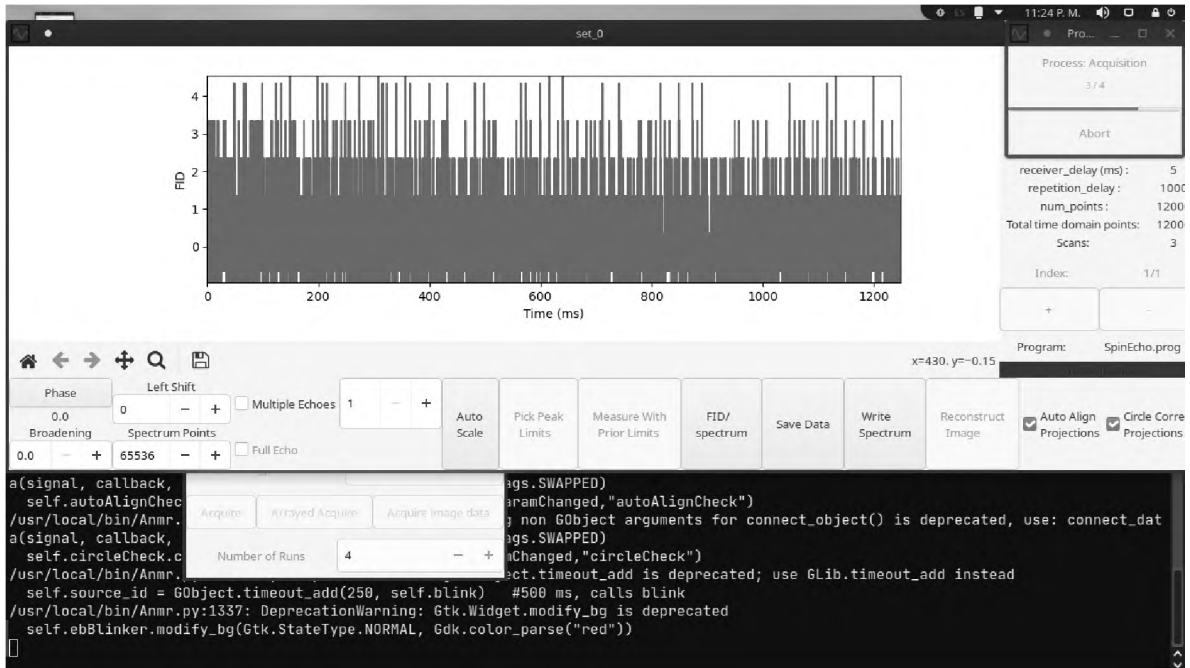 ES 11:24 P. M.
set_0
Pro...
Process: Acquisition
3 / 4
Abort
4
3
2
1
0
FID
0 200 400 600 800 1000 1200
Time (ms)
receiver_delay (ms) : 5
repetition_delay : 1000
num_points : 1200
Total time domain points: 1200
Scans: 3
Index: 1/1
+ −
Program: SpinEcho.prog
x=430. y=−0.15
Phase
0.0
Broadening
0.0 − +
Left Shift
0 − +
Spectrum Points
65536 − +
Multiple Echoes 1 − +
Full Echo
Auto
Scale
Pick Peak
Limits
Measure With
Prior Limits
FID/
spectrum
Save Data
Write
Spectrum
Reconstruct
Image
Auto Align
Projections
Circle Corre
Projections
a(signal, callback, ags.SWAPPED)
self.autoAlignChec aramChanged,"autoAlignCheck")
/usr/local/bin/Anmr. g non GObject arguments for connect_object() is deprecated, use: connect_dat
a(signal, callback, ags.SWAPPED)
self.circleCheck.c mChanged,"circleCheck")
/usr/local/bin/Anmr. ect.timeout_add is deprecated; use GLib.timeout_add instead
self.source_id = GObject.timeout_add(250, self.blink) #500 ms, calls blink
/usr/local/bin/Anmr.py:1337: DeprecationWarning: Gtk.Widget.modify_bg is deprecated
self.ebBlinker.modify_bg(Gtk.StateType.NORMAL, Gdk.color_parse("red"))
Acquire Arrayed Acquire Acquire image data
Number of Runs 4 − +